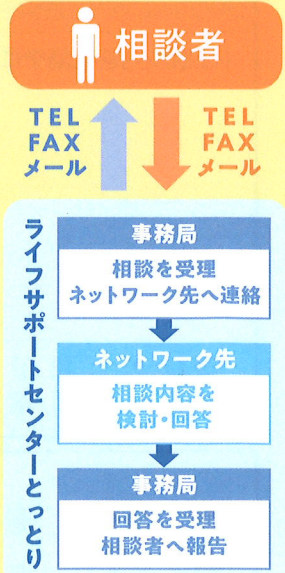 相談者
TEL
FAX
メール
TEL
FAX
メール
ライフサポートセンターとっとり
事務局
相談を受理
ネットワーク先へ連絡
ネットワーク先
相談内容を
検討・回答
事務局
回答を受理
相談者へ報告